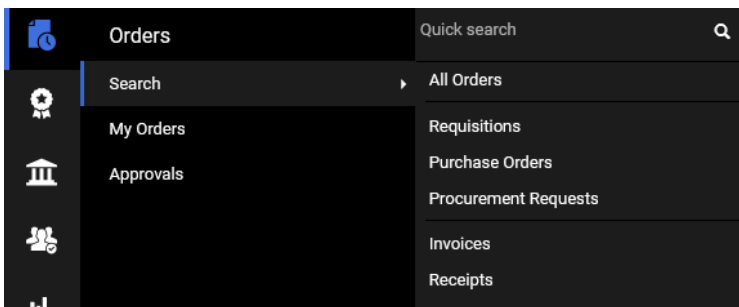 Orders
Search
My Orders
Approvals
Quick search
All Orders
Requisitions
Purchase Orders
Procurement Requests
Invoices
Receipts